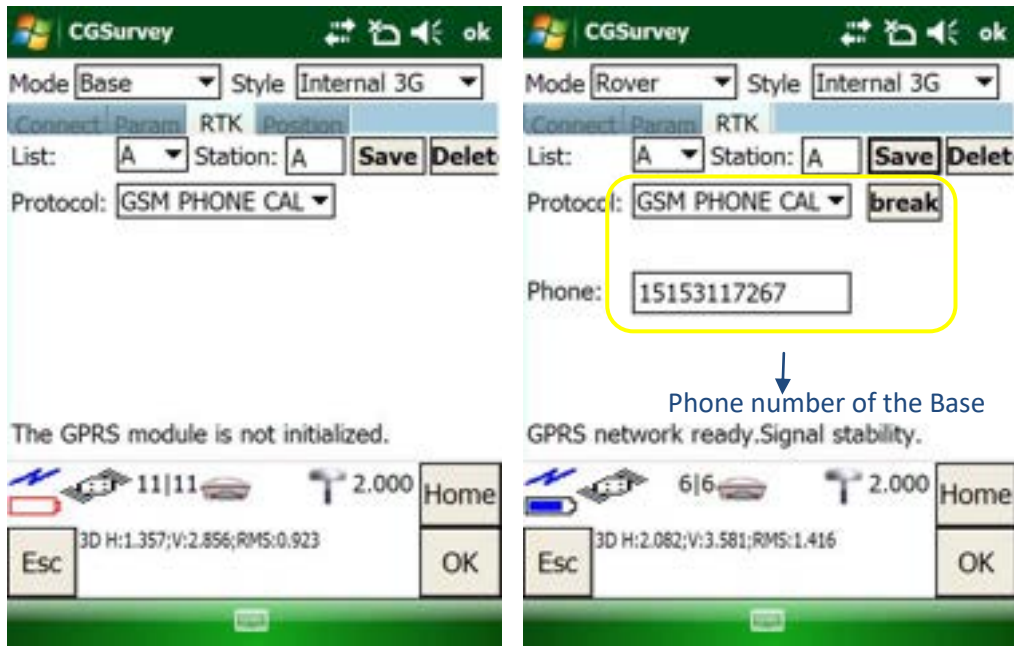 CGSurvey ok
Mode Base Style Internal 3G
Connect Param RTK Position
List: A Station: A Save Delet
Protocol: GSM PHONE CAL
The GPRS module is not initialized.
11|11 2.000 Home
3D H:1.357;V:2.856;RMS:0.923
Esc OK
CGSurvey ok
Mode Rover Style Internal 3G
Connect Param RTK
List: A Station: A Save Delet
Protocol: GSM PHONE CAL break
Phone: 15153117267
Phone number of the Base
GPRS network ready.Signal stability.
6|6 2.000 Home
3D H:2.082;V:3.581;RMS:1.416
Esc OK